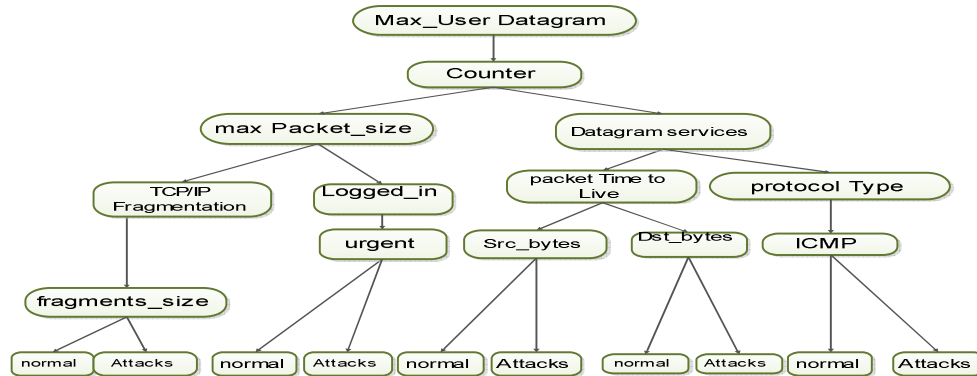 Max_User Datagram
Counter
max Packet_size
Datagram services
TCP/IP
Fragmentation
Logged_in
packet Time to
Live
protocol Type
urgent
Src_bytes
Dst_bytes
ICMP
fragments_size
normal
Attacks
normal
Attacks
normal
Attacks
normal
Attacks
normal
Attacks